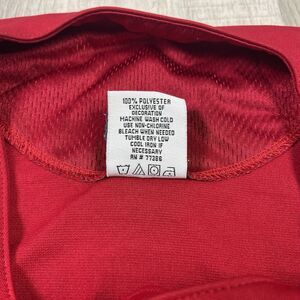 100% POLYESTER
EXCLUSIVE OF
DECORATION
MACHINE WASH COLD
USE NON-CHLORINE
BLEACH WHEN NEEDED
TUMBLE DRY LOW
COOL IRON IF
NECESSARY
RN # 77386